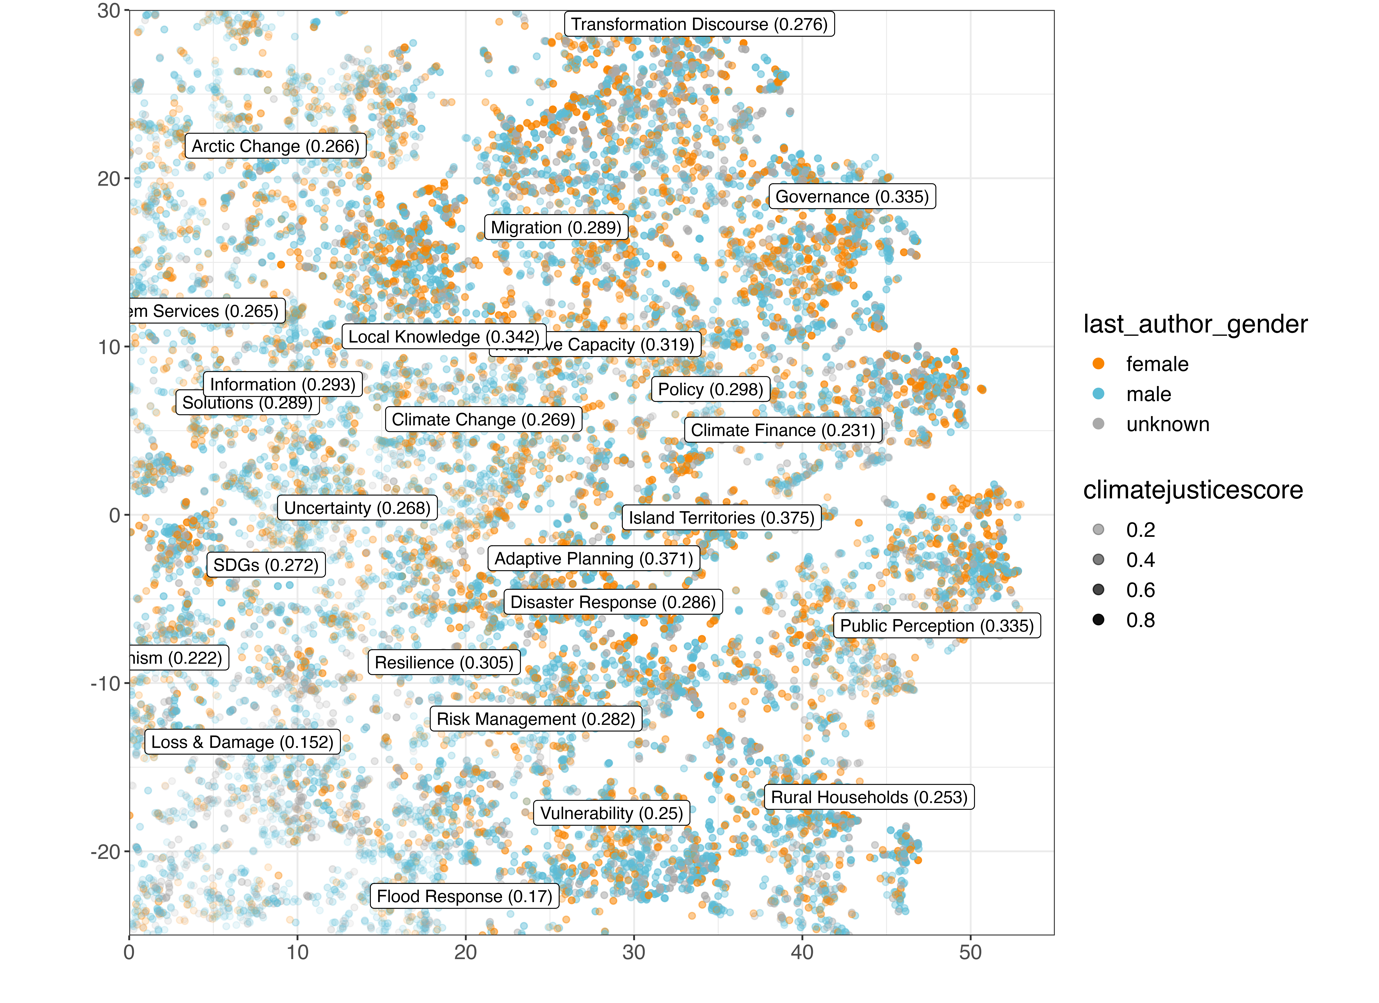 30
Transformation Discourse (0.276)
Arctic Change (0.266)
20
Governance (0.335)
Migration (0.289)
em Services (0.265)
Local Knowledge (0.342)
Capacity (0.319)
10
Information (0.293)
Solutions (0.289)
Policy (0.298)
Climate Change (0.269)
Climate Finance (0.231)
Uncertainty (0.268)
Island Territories (0.375)
0
Adaptive Planning (0.371)
SDGs (0.272)
Disaster Response (0.286)
Public Perception (0.335)
nism (0.222)
Resilience (0.305)
-10
Risk Management (0.282)
Loss & Damage (0.152)
Rural Households (0.253)
Vulnerability (0.25)
-20
Flood Response (0.17)
0 10 20 30 40 50
last_author_gender
female
male
unknown
climatejusticescore
0.2
0.4
0.6
0.8